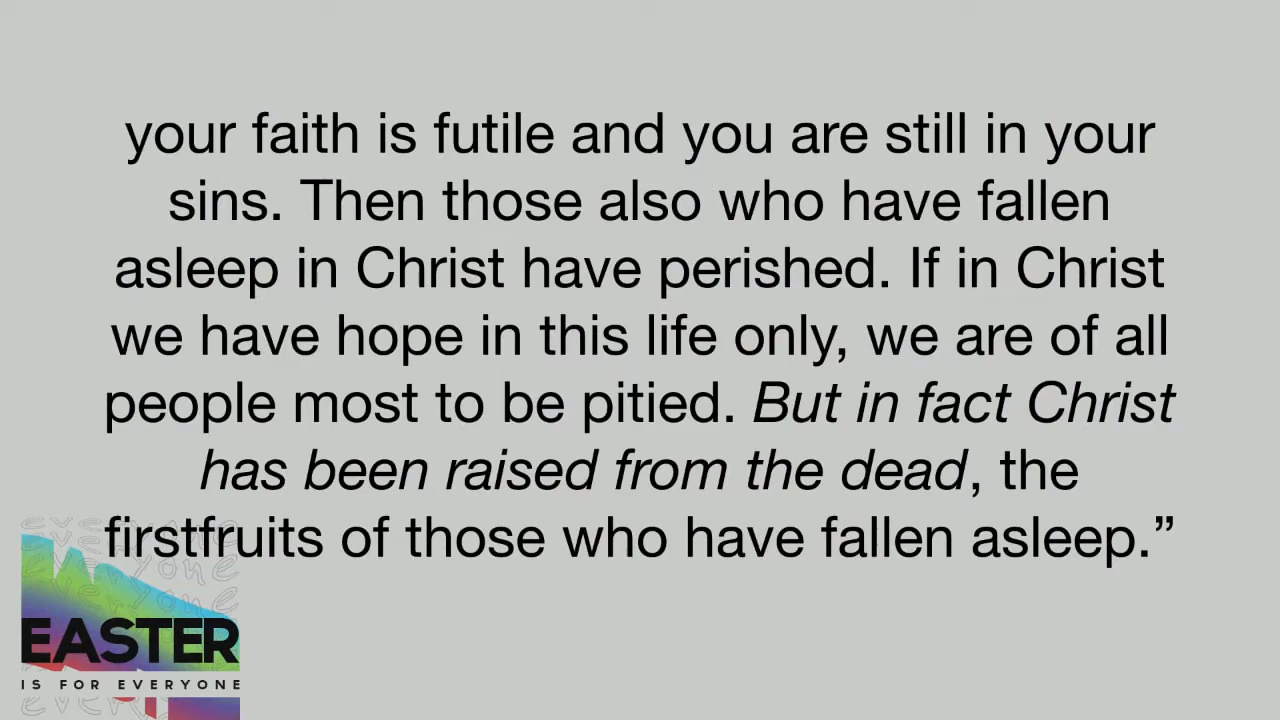 your faith is futile and you are still in your
sins. Then those also who have fallen
asleep in Christ have perished. If in Christ
we have hope in this life only, we are of all
people most to be pitied. But in fact Christ
has been raised from the dead, the
firstfruits of those who have fallen asleep.”
everyone
everyone
everyone
EASTER
IS FOR EVERYONE